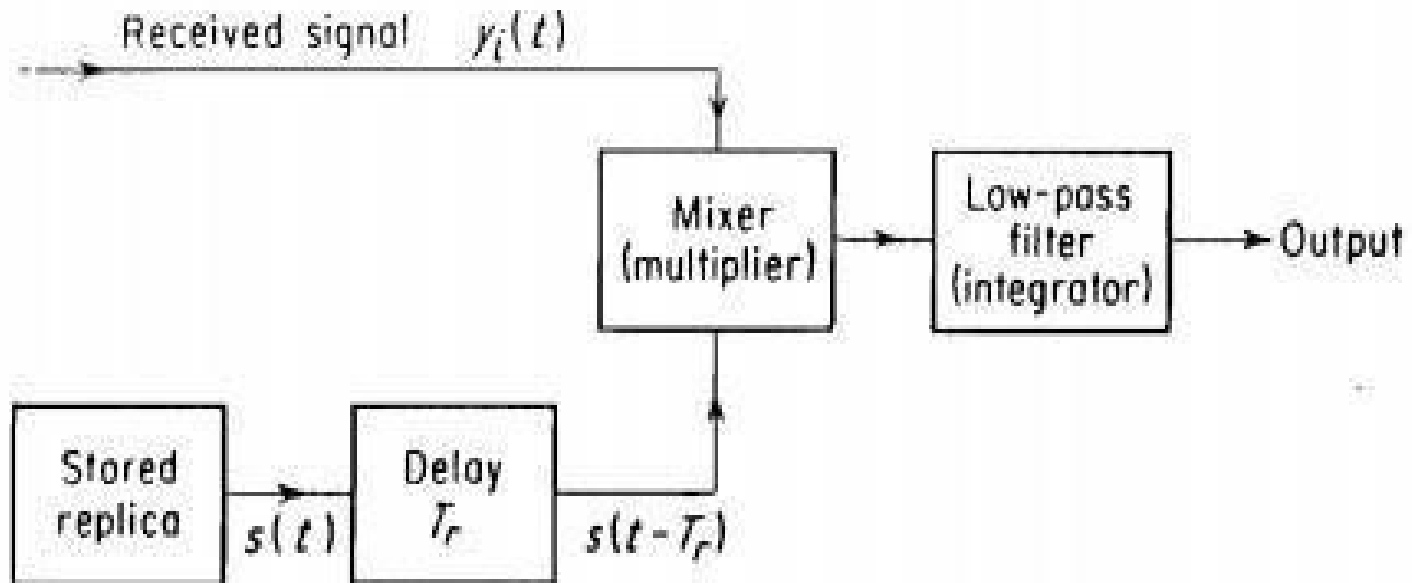 Received signal y_i(t)
Mixer
(multiplier)
Low-pass
filter
(integrator)
Output
Stored
replica
s(t)
Delay
T_r
s(t-T_r)